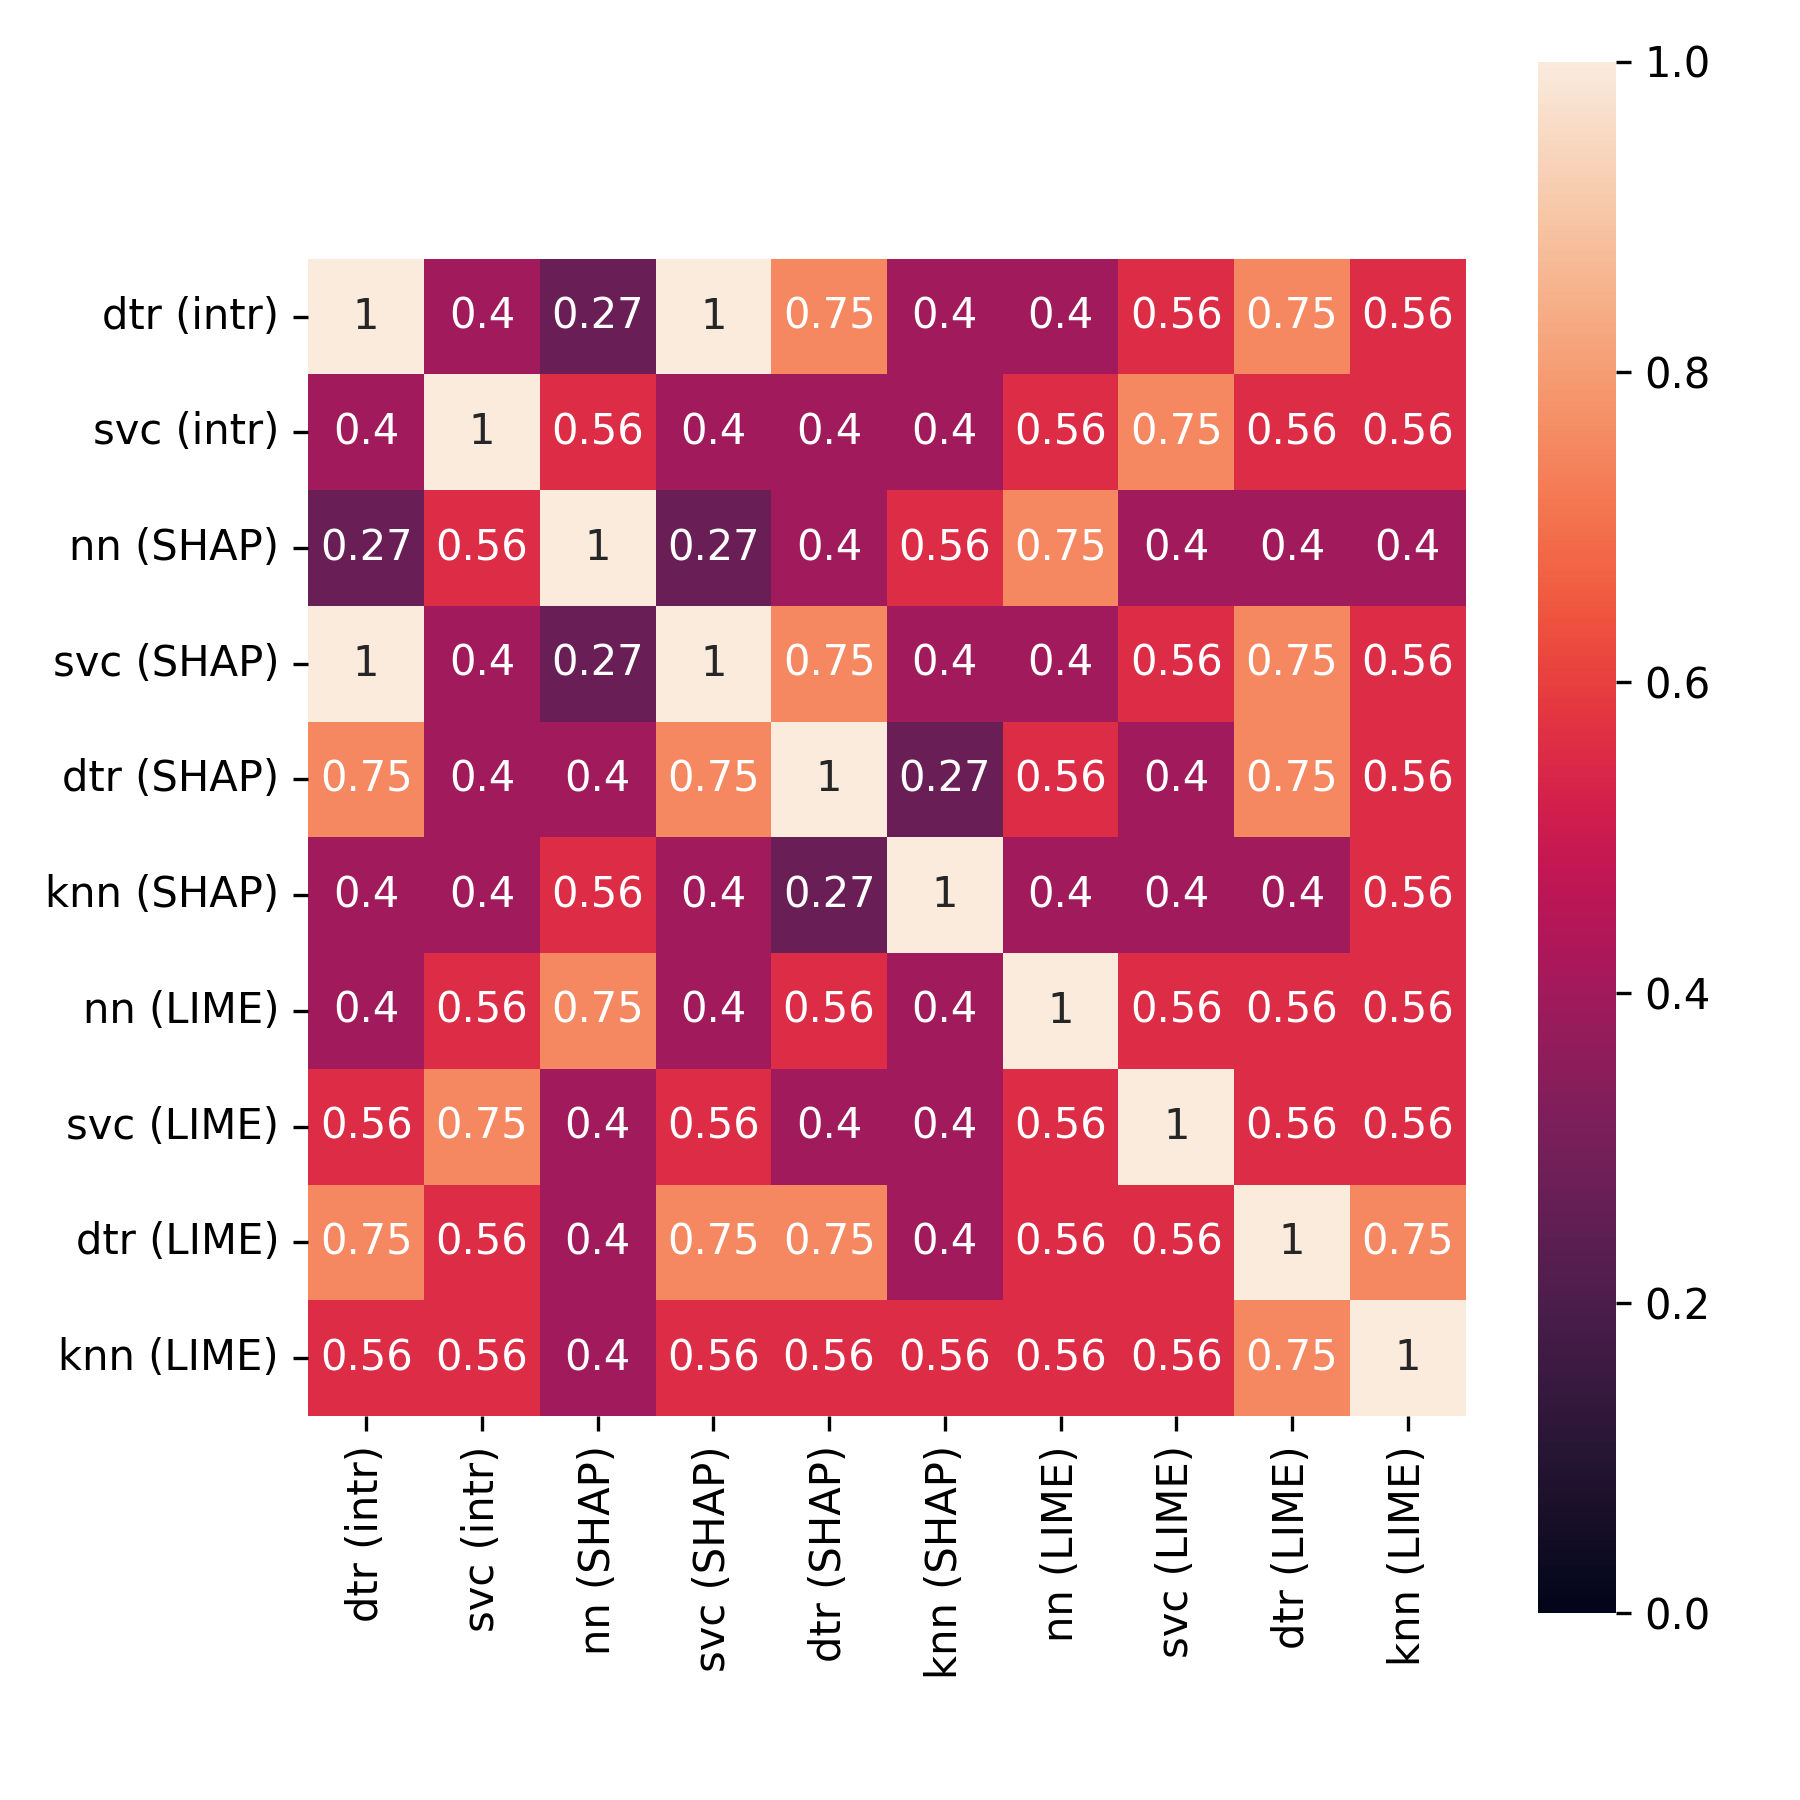 1.0
dtr (intr) 1 0.4 0.27 1 0.75 0.4 0.4 0.56 0.75 0.56
0.8
svc (intr) 0.4 1 0.56 0.4 0.4 0.4 0.56 0.75 0.56 0.56
nn (SHAP) 0.27 0.56 1 0.27 0.4 0.56 0.75 0.4 0.4 0.4
svc (SHAP) 1 0.4 0.27 1 0.75 0.4 0.4 0.56 0.75 0.56
0.6
dtr (SHAP) 0.75 0.4 0.4 0.75 1 0.27 0.56 0.4 0.75 0.56
knn (SHAP) 0.4 0.4 0.56 0.4 0.27 1 0.4 0.4 0.4 0.56
0.4
nn (LIME) 0.4 0.56 0.75 0.4 0.56 0.4 1 0.56 0.56 0.56
svc (LIME) 0.56 0.75 0.4 0.56 0.4 0.4 0.56 1 0.56 0.56
dtr (LIME) 0.75 0.56 0.4 0.75 0.75 0.4 0.56 0.56 1 0.75
0.2
knn (LIME) 0.56 0.56 0.4 0.56 0.56 0.56 0.56 0.56 0.75 1
0.0
dtr (intr)
svc (intr)
nn (SHAP)
svc (SHAP)
dtr (SHAP)
knn (SHAP)
nn (LIME)
svc (LIME)
dtr (LIME)
knn (LIME)